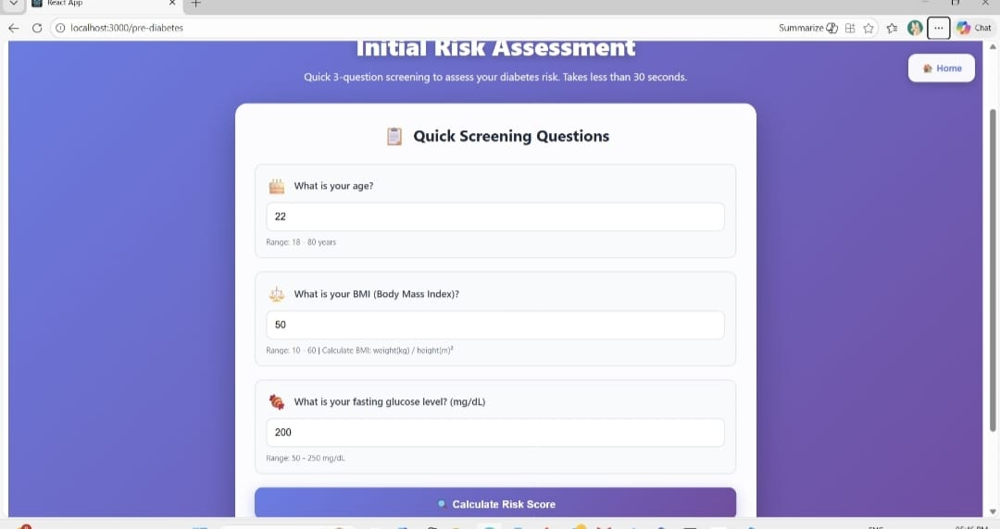 React App
localhost:3000/pre-diabetes
Summarize
Chat
Initial Risk Assessment
Quick 3-question screening to assess your diabetes risk. Takes less than 30 seconds.
Home
Quick Screening Questions
What is your age?
22
Range: 18 - 80 years
What is your BMI (Body Mass Index)?
50
Range: 10 - 60 | Calculate BMI: weight(kg) / height(m)²
What is your fasting glucose level? (mg/dL)
200
Range: 50 - 250 mg/dL
Calculate Risk Score